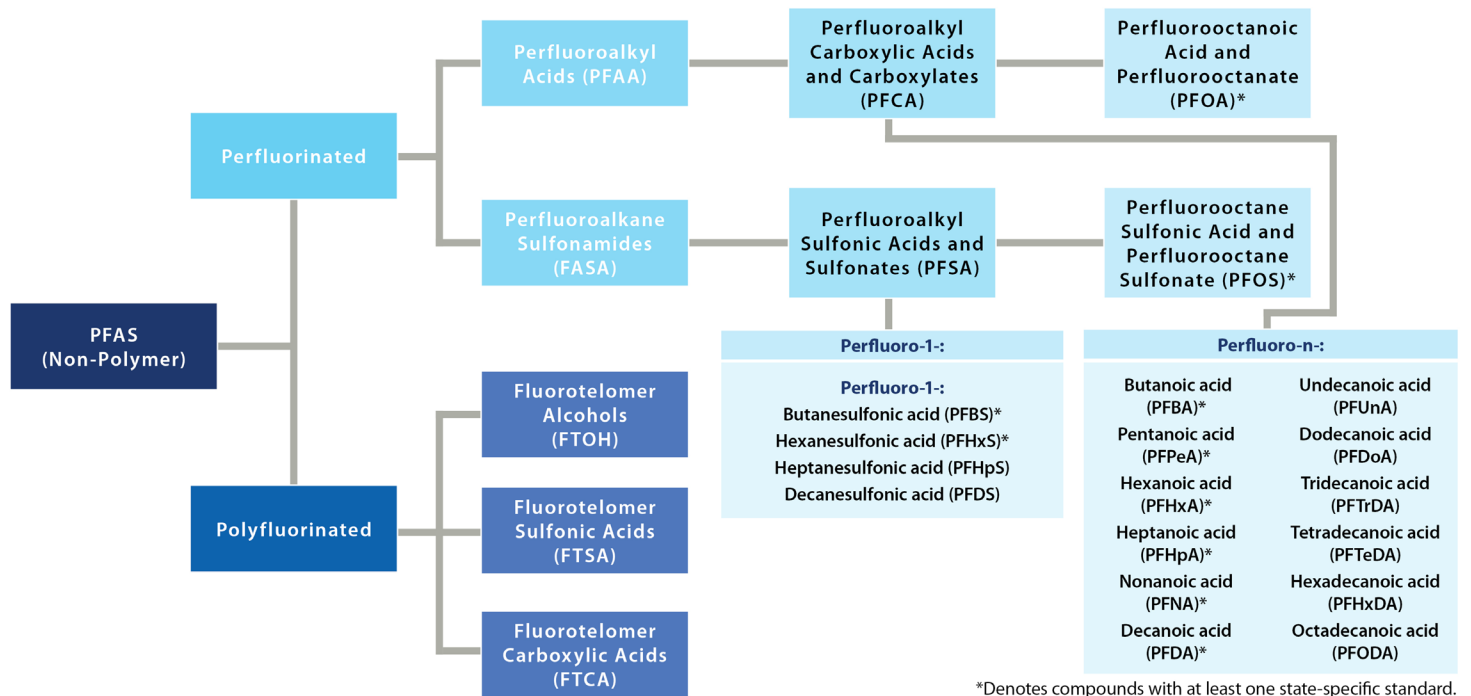 Perfluoroalkyl
Acids (PFAA)
Perfluoroalkyl
Carboxylic Acids
and Carboxylates
(PFCA)
Perfluorooctanoic
Acid and
Perfluorooctanate
(PFOA)*
Perfluorinated
Perfluoroalkane
Sulfonamides
(FASA)
Perfluoroalkyl
Sulfonic Acids and
Sulfonates (PFSA)
Perfluorooctane
Sulfonic Acid and
Perfluorooctane
Sulfonate (PFOS)*
PFAS
(Non-Polymer)
Perfluoro-1-:
Perfluoro-1-:
Butanesulfonic acid (PFBS)*
Hexanesulfonic acid (PFHxS)*
Heptanesulfonic acid (PFHpS)
Decanesulfonic acid (PFDS)
Perfluoro-n-:
Butanoic acid
(PFBA)*
Pentanoic acid
(PFPeA)*
Hexanoic acid
(PFHxA)*
Heptanoic acid
(PFHpA)*
Nonanoic acid
(PFNA)*
Decanoic acid
(PFDA)*
Undecanoic acid
(PFUnA)
Dodecanoic acid
(PFDoA)
Tridecanoic acid
(PFTrDA)
Tetradecanoic acid
(PFTeDA)
Hexadecanoic acid
(PFHxDA)
Octadecanoic acid
(PFODA)
Polyfluorinated
Fluorotelomer
Alcohols
(FTOH)
Fluorotelomer
Sulfonic Acids
(FTSA)
Fluorotelomer
Carboxylic Acids
(FTCA)
*Denotes compounds with at least one state-specific standard.